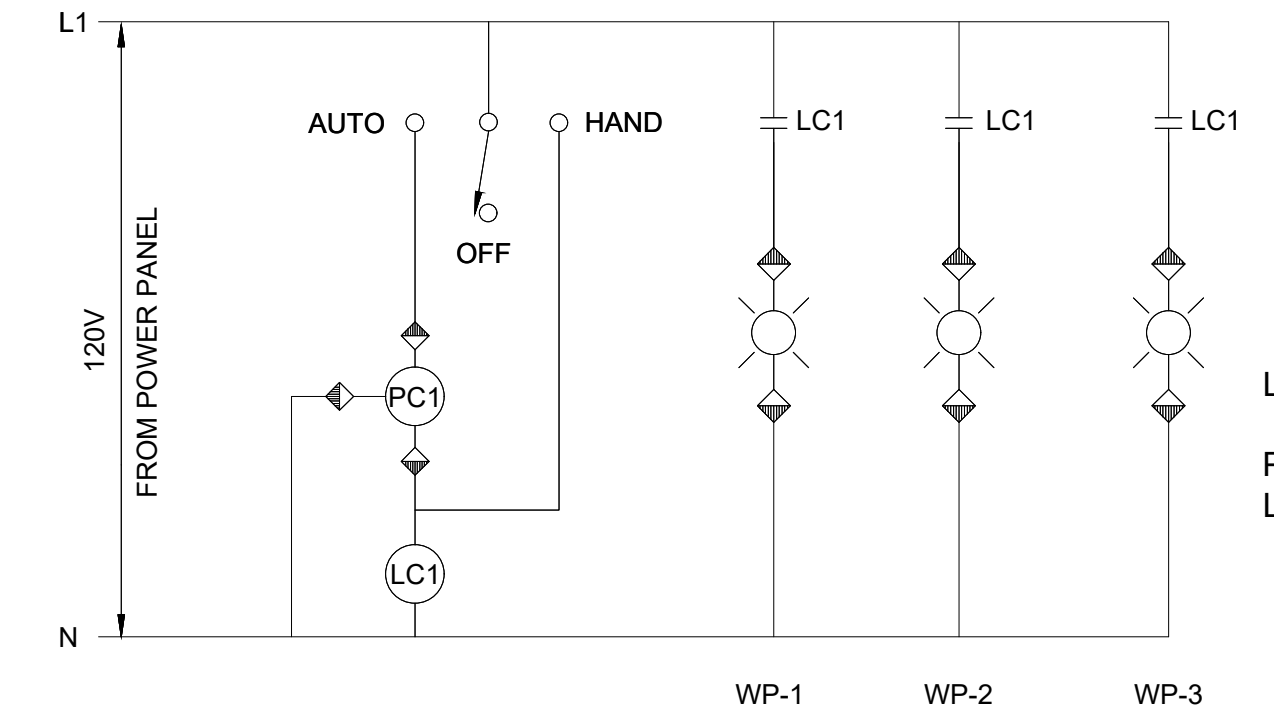 L1
AUTO
HAND
LC1
LC1
LC1
OFF
120V
FROM POWER PANEL
PC1
LC1
L
L
N
WP-1
WP-2
WP-3